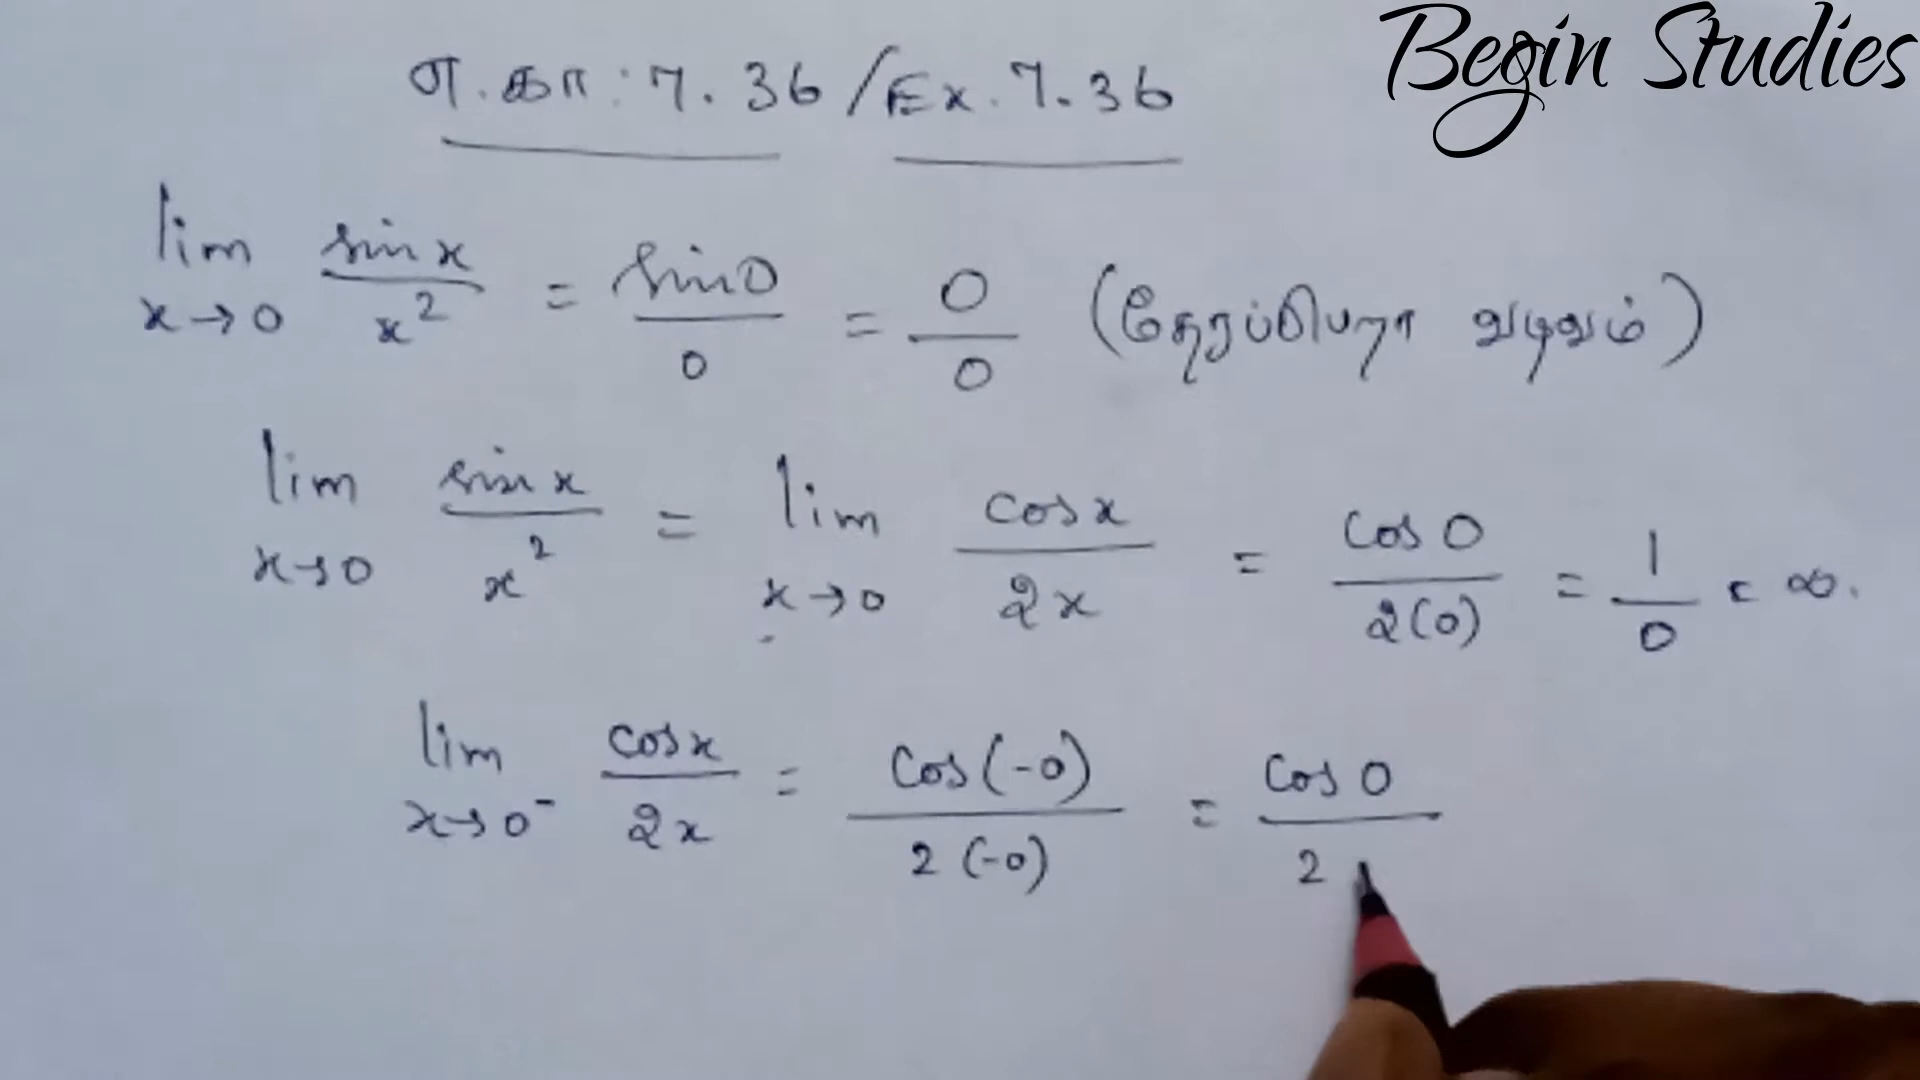 Begin Studies
எ.கா : 7.36 / Ex. 7.36
lim x→0 sin x / x² = sin 0 / 0 = 0 / 0 (தேரப்பெறா வடிவம்)
lim x→0 sin x / x² = lim x→0 cos x / 2x = cos 0 / 2(0) = 1 / 0 = ∞.
lim x→0⁻ cos x / 2x = cos(-0) / 2(-0) = cos 0 / 2